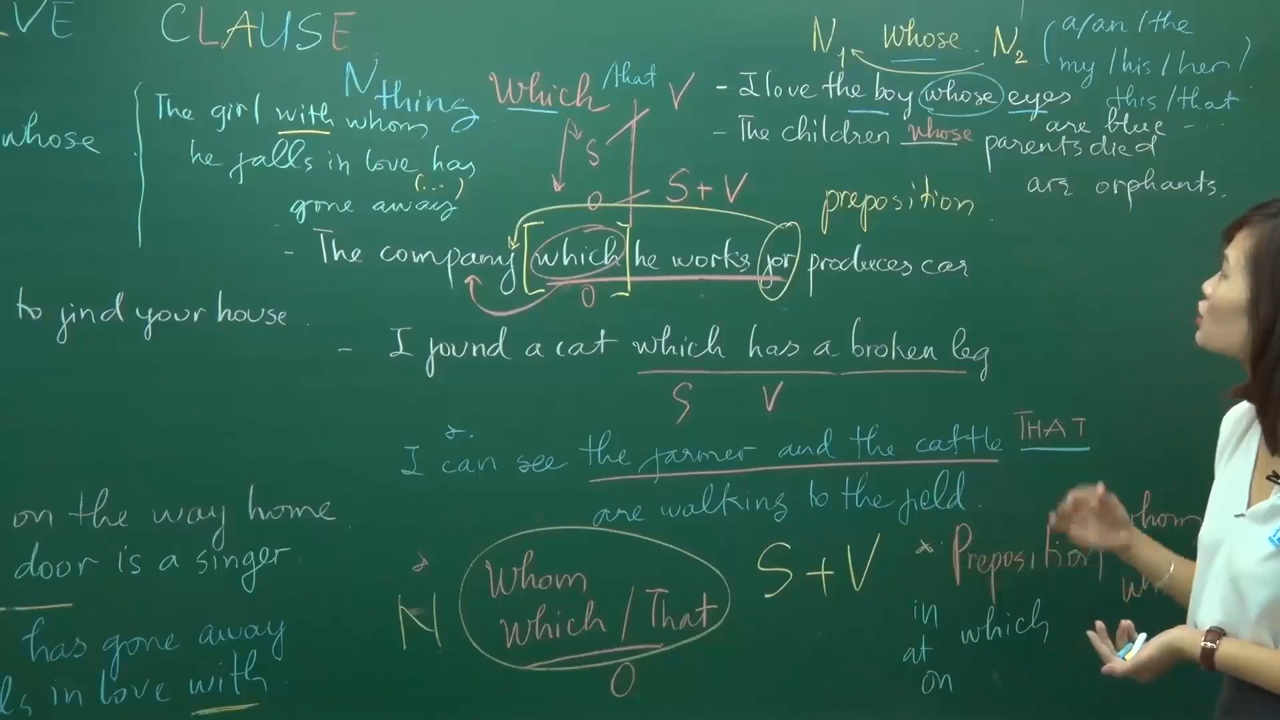 VE CLAUSE
whose
The girl with whom
he falls in love has
(...)
gone away
N thing Which /that V
S
O S+V
N1 whose N2 (a/an/the
my/his/her)
this/that
- I love the boy whose eyes
are blue ...
- The children whose parents died
are orphants.
preposition
- The company [which] he works for produces car
O
to find your house.
- I found a cat which has a broken leg
S V
I can see the farmer and the cattle THAT
are walking to the field.
on the way home
door is a singer.
has gone away
ls in love with
N Whom
which / That
O
S+V
* Preposition whom
in
at which
on